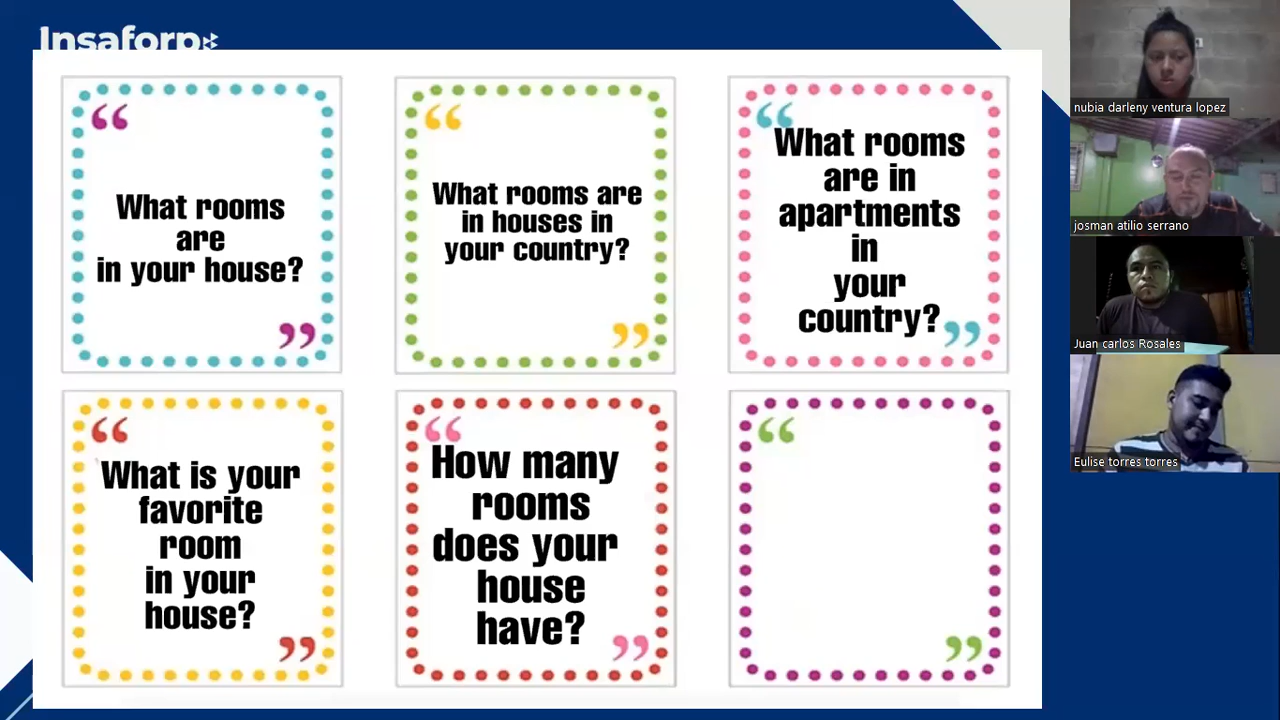 Insaforp
What rooms
are
in your house?
What rooms are
in houses in
your country?
What rooms
are in
apartments
in
your
country?
What is your
favorite
room
in your
house?
How many
rooms
does your
house
have?
nubia darleny ventura lopez
josman atilio serrano
Juan carlos Rosales
Eulise torres torres